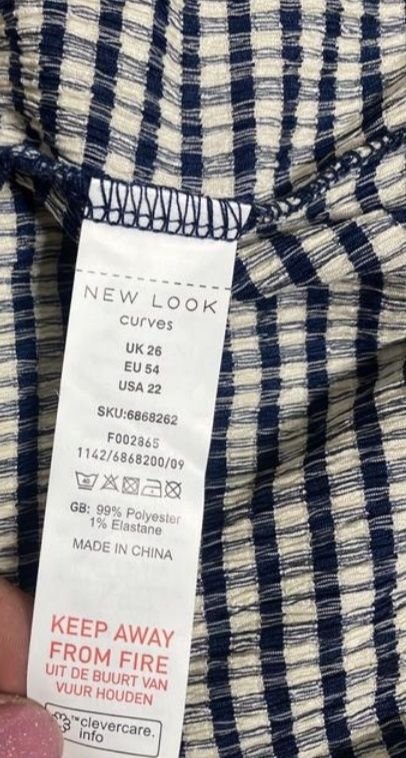 NEW LOOK
curves
UK 26
EU 54
USA 22
SKU:6868262
F002865
1142/6868200/09
GB: 99% Polyester
1% Elastane
MADE IN CHINA
KEEP AWAY
FROM FIRE
UIT DE BUURT VAN
VUUR HOUDEN
™clevercare.
info